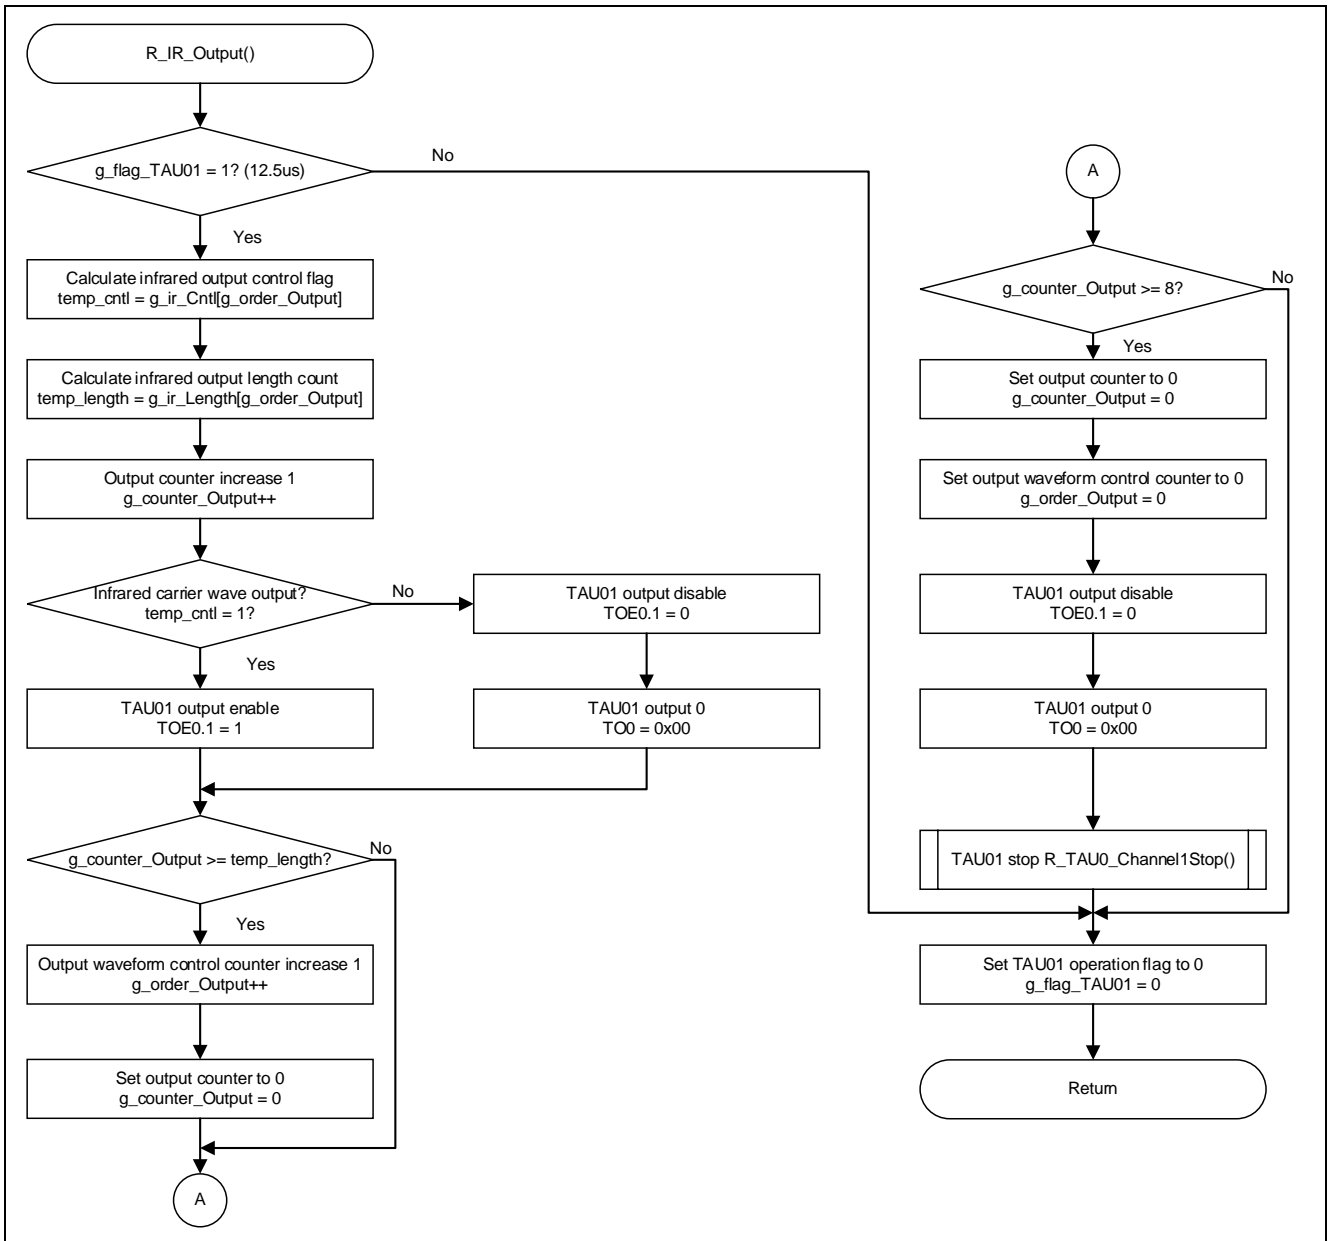 R_IR_Output()
g_flag_TAU01 = 1? (12.5us)
No
Yes
Calculate infrared output control flag
temp_cntl = g_ir_Cntl[g_order_Output]
Calculate infrared output length count
temp_length = g_ir_Length[g_order_Output]
Output counter increase 1
g_counter_Output++
Infrared carrier wave output?
temp_cntl = 1?
No
Yes
TAU01 output disable
TOE0.1 = 0
TAU01 output enable
TOE0.1 = 1
TAU01 output 0
TO0 = 0x00
g_counter_Output >= temp_length?
No
Yes
Output waveform control counter increase 1
g_order_Output++
Set output counter to 0
g_counter_Output = 0
A
A
g_counter_Output >= 8?
No
Yes
Set output counter to 0
g_counter_Output = 0
Set output waveform control counter to 0
g_order_Output = 0
TAU01 output disable
TOE0.1 = 0
TAU01 output 0
TO0 = 0x00
TAU01 stop R_TAU0_Channel1Stop()
Set TAU01 operation flag to 0
g_flag_TAU01 = 0
Return